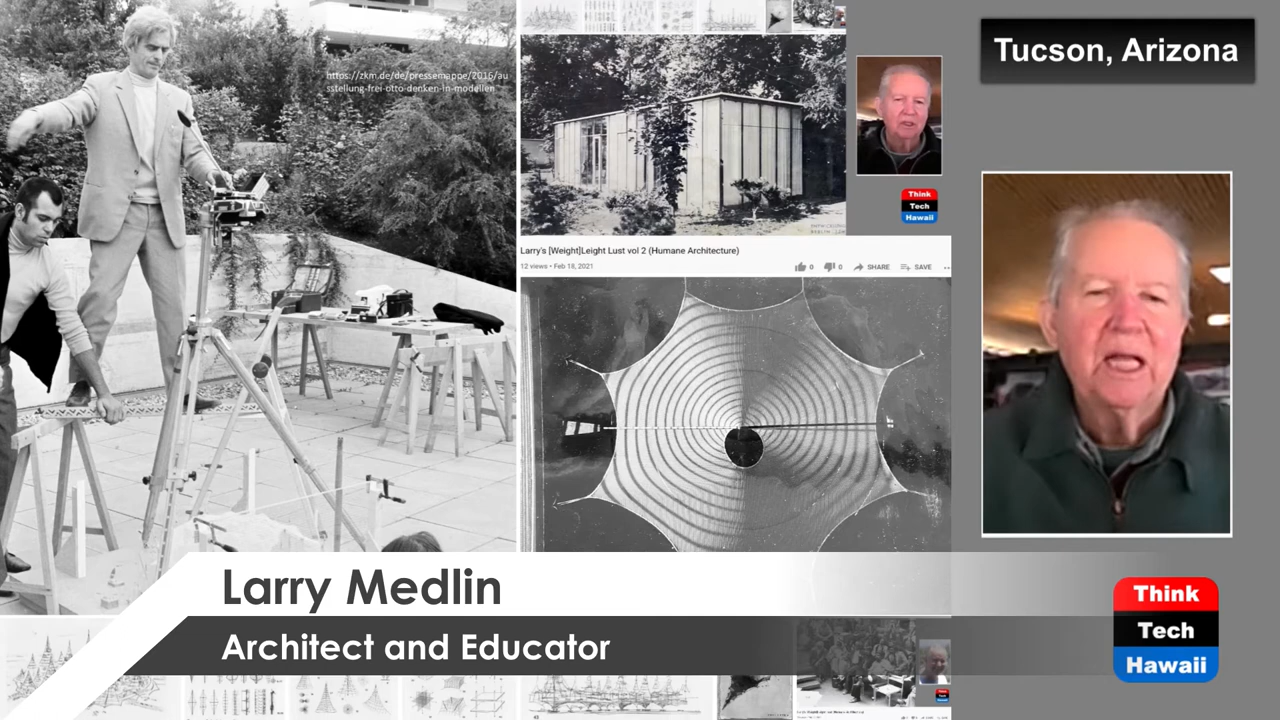 Tucson, Arizona
https://zkm.de/de/pressemappe/2016/au
sstellung-frei-otto-denken-in-modellen
Think
Tech
Hawaii
Larry's [Weight]Leight Lust vol 2 (Humane Architecture)
12 views • Feb 18, 2021
0
0
SHARE
SAVE
Larry Medlin
Architect and Educator
Think
Tech
Hawaii